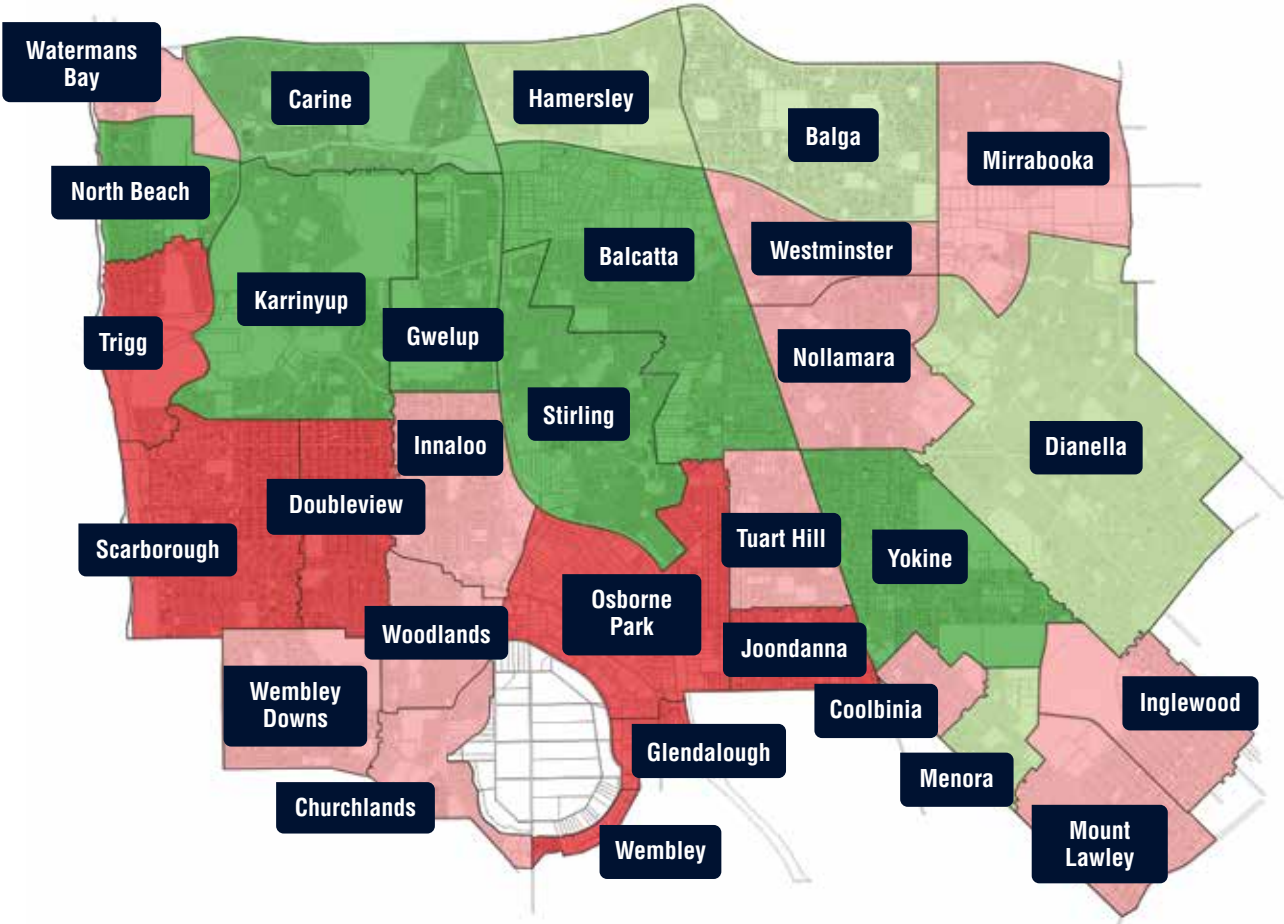 Watermans
Bay
Carine
Hamersley
Balga
Mirrabooka
North Beach
Karrinyup
Balcatta
Westminster
Trigg
Gwelup
Nollamara
Stirling
Innaloo
Dianella
Doubleview
Scarborough
Tuart Hill
Yokine
Osborne
Park
Woodlands
Joondanna
Wembley
Downs
Coolbinia
Inglewood
Glendalough
Menora
Churchlands
Mount
Lawley
Wembley